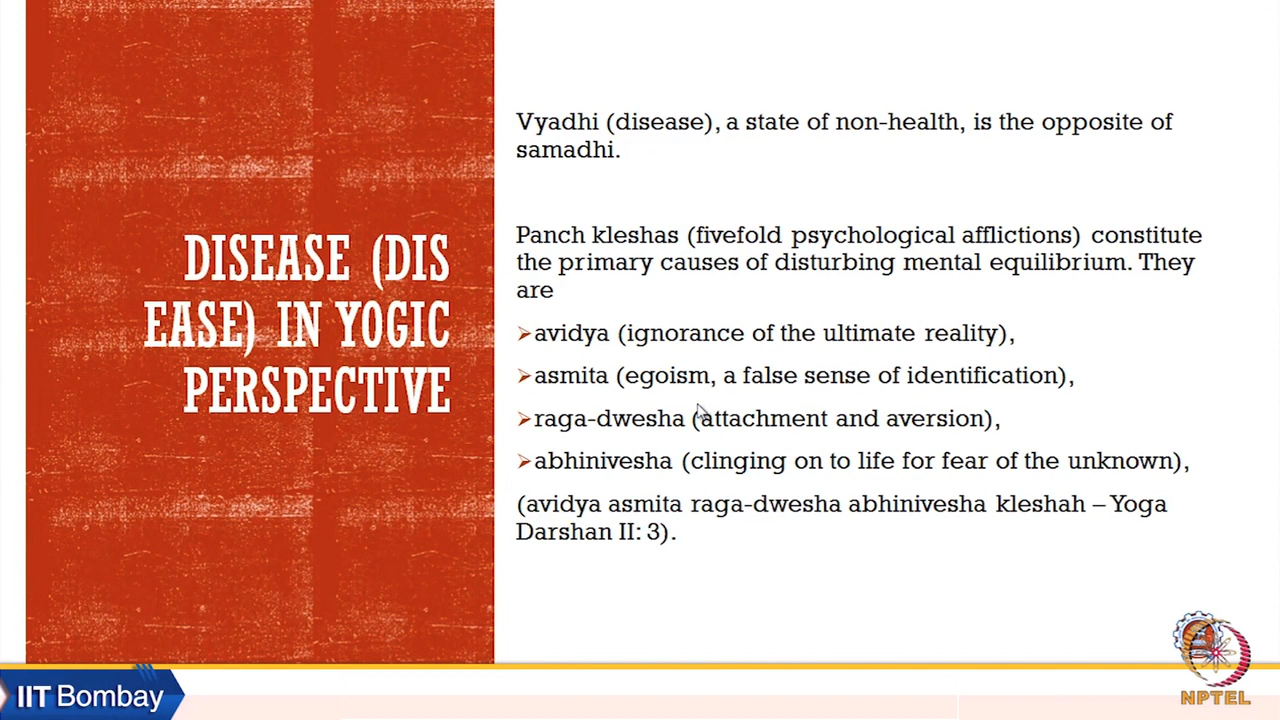 DISEASE (DIS
EASE) IN YOGIC
PERSPECTIVE
Vyadhi (disease), a state of non-health, is the opposite of
samadhi.
Panch kleshas (fivefold psychological afflictions) constitute
the primary causes of disturbing mental equilibrium. They
are
➢avidya (ignorance of the ultimate reality),
➢asmita (egoism, a false sense of identification),
➢raga-dwesha (attachment and aversion),
➢abhinivesha (clinging on to life for fear of the unknown),
(avidya asmita raga-dwesha abhinivesha kleshah – Yoga
Darshan II: 3).
IIT Bombay
NPTEL